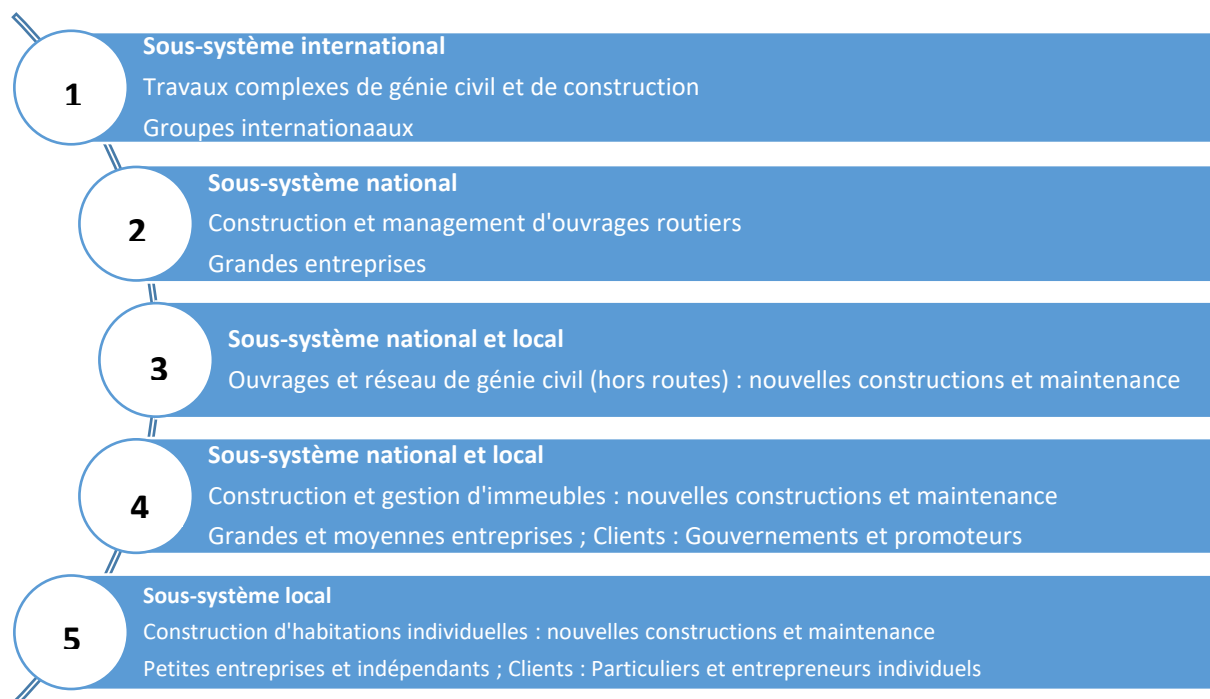 1
Sous-système international
Travaux complexes de génie civil et de construction
Groupes internationaaux
2
Sous-système national
Construction et management d'ouvrages routiers
Grandes entreprises
3
Sous-système national et local
Ouvrages et réseau de génie civil (hors routes) : nouvelles constructions et maintenance
4
Sous-système national et local
Construction et gestion d'immeubles : nouvelles constructions et maintenance
Grandes et moyennes entreprises ; Clients : Gouvernements et promoteurs
5
Sous-système local
Construction d'habitations individuelles : nouvelles constructions et maintenance
Petites entreprises et indépendants ; Clients : Particuliers et entrepreneurs individuels